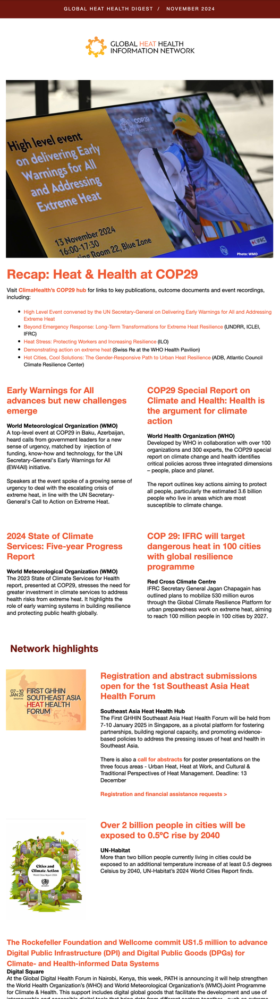 GLOBAL HEAT HEALTH DIGEST / NOVEMBER 2024
GLOBAL HEAT HEALTH
INFORMATION NETWORK
COP29
Baku
Azerbaijan
High level event
on delivering Early
Warnings for All
and Addressing
Extreme Heat
13 November 2024
16:00-17:30
ting Room 22, Blue Zone
IFRC
Photo: WMO
Recap: Heat & Health at COP29
Visit ClimaHealth's COP29 hub for links to key publications, outcome documents and event recordings,
including:
• High Level Event convened by the UN Secretary-General on Delivering Early Warnings for All and Addressing
Extreme Heat
• Beyond Emergency Response: Long-Term Transformations for Extreme Heat Resilience (UNDRR, ICLEI,
IFRC)
• Heat Stress: Protecting Workers and Increasing Resilience (ILO)
• Demonstrating action on extreme heat (Swiss Re at the WHO Health Pavilion)
• Hot Cities, Cool Solutions: The Gender-Responsive Path to Urban Heat Resilience (ADB, Atlantic Council
Climate Resilience Center)
Early Warnings for All
advances but new challenges
emerge
World Meteorological Organization (WMO)
A top-level event at COP29 in Baku, Azerbaijan,
heard calls from government leaders for a new
sense of urgency, matched by injection of
funding, know-how and technology, for the UN
Secretary-General's Early Warnings for All
(EW4All) initiative.
Speakers at the event spoke of a growing sense of
urgency to deal with the escalating crisis of
extreme heat, in line with the UN Secretary-
General's Call to Action on Extreme Heat.
COP29 Special Report on
Climate and Health: Health is
the argument for climate
action
World Health Organization (WHO)
Developed by WHO in collaboration with over 100
organizations and 300 experts, the COP29 special
report on climate change and health identifies
critical policies across three integrated dimensions
– people, place and planet.
The report outlines key actions aiming to protect
all people, particularly the estimated 3.6 billion
people who live in areas which are most
susceptible to climate change.
2024 State of Climate
Services: Five-year Progress
Report
World Meteorological Organization (WMO)
The 2023 State of Climate Services for Health
report, presented at COP29, stresses the need for
greater investment in climate services to address
health risks from extreme heat. It highlights the
role of early warning systems in building resilience
and protecting public health globally.
COP 29: IFRC will target
dangerous heat in 100 cities
with global resilience
programme
Red Cross Climate Centre
IFRC Secretary General Jagan Chapagain has
outlined plans to mobilize 530 million euros
through the Global Climate Resilience Platform for
urban preparedness work on extreme heat, aiming
to reach 100 million people in 100 cities by 2027.
Network highlights
07-10
JAN 25
SINGAPORE
FIRST GHHIN
SOUTHEAST ASIA
HEAT HEALTH
FORUM
Registration and abstract submissions
open for the 1st Southeast Asia Heat
Health Forum
Southeast Asia Heat Health Hub
The First GHHIN Southeast Asia Heat Health Forum will be held from
7-10 January 2025 in Singapore, as a pivotal platform for fostering
partnerships, building regional capacity, and promoting evidence-
based policies to address the pressing issues of heat and health in
Southeast Asia.
There is also a call for abstracts for poster presentations on the
three focus areas - Urban Heat, Heat at Work, and Cultural &
Traditional Perspectives of Heat Management. Deadline: 13
December
Registration and financial assistance requests >
Cities and
Climate Action
World Cities Report 2024
UN-HABITAT
Over 2 billion people in cities will be
exposed to 0.5ºC rise by 2040
UN-Habitat
More than two billion people currently living in cities could be
exposed to an additional temperature increase of at least 0.5 degrees
Celsius by 2040, UN-Habitat's 2024 World Cities Report finds.
The Rockefeller Foundation and Wellcome commit US1.5 million to advance
Digital Public Infrastructure (DPI) and Digital Public Goods (DPGs) for
Climate- and Health-informed Data Systems
Digital Square
At the Global Digital Health Forum in Nairobi, Kenya, this week, PATH is announcing it will help strengthen
the World Health Organization's (WHO) and World Meteorological Organization's (WMO)Joint Programme
for Climate & Health. This support includes digital global goods that facilitate the development and use of
interoperable and accessible digital tools that bring data from different sectors together – such as extreme